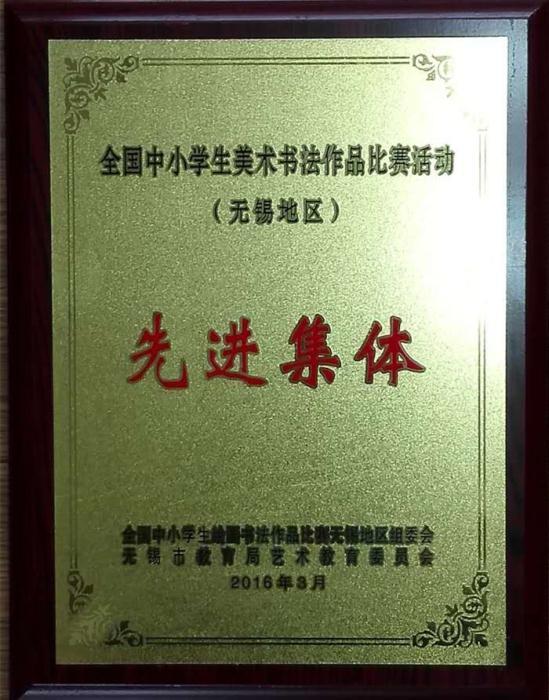 全国中小学生美术书法作品比赛活动
（无锡地区）
先进集体
全国中小学生绘画书法作品比赛无锡地区组委会
无锡市教育局艺术教育委员会
2016年3月